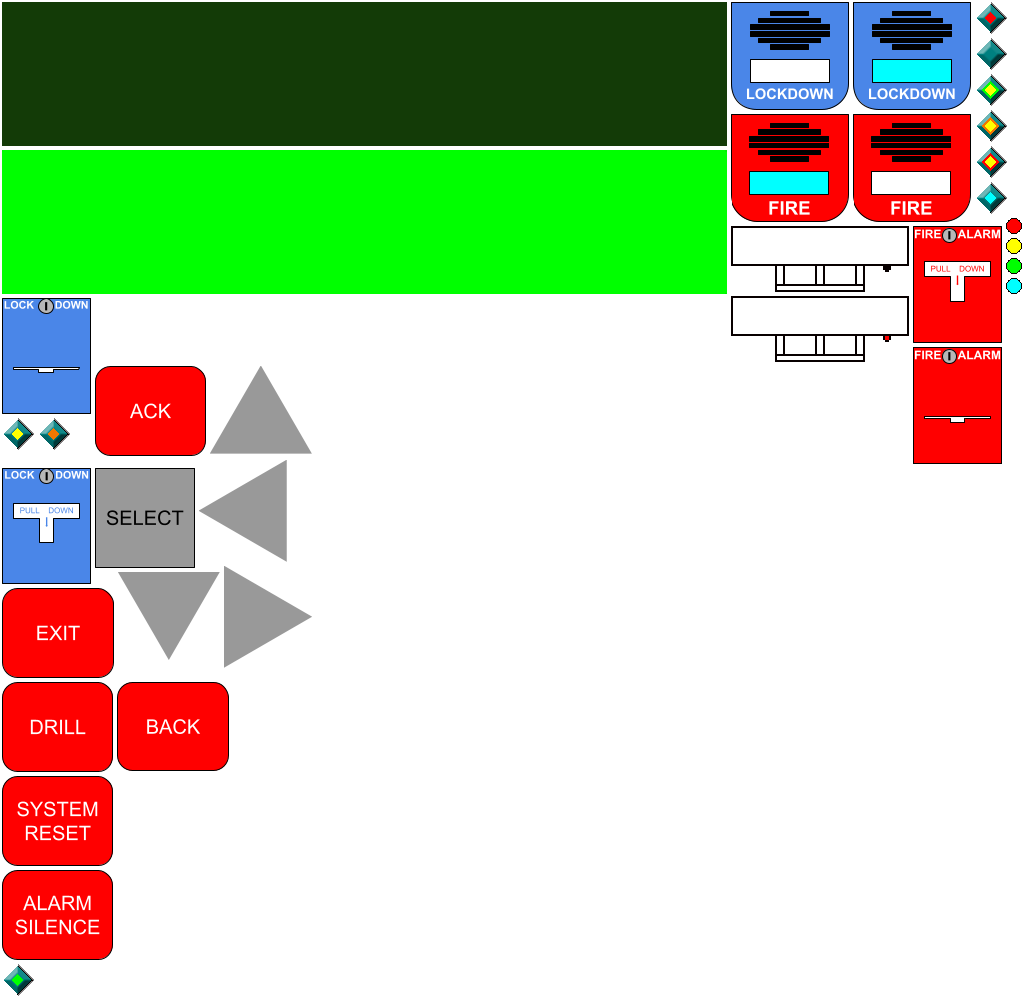 LOCKDOWN
LOCKDOWN
FIRE
FIRE
FIRE ALARM
PULL DOWN
LOCK DOWN
FIRE ALARM
ACK
LOCK DOWN
PULL DOWN
SELECT
EXIT
DRILL
BACK
SYSTEM
RESET
ALARM
SILENCE